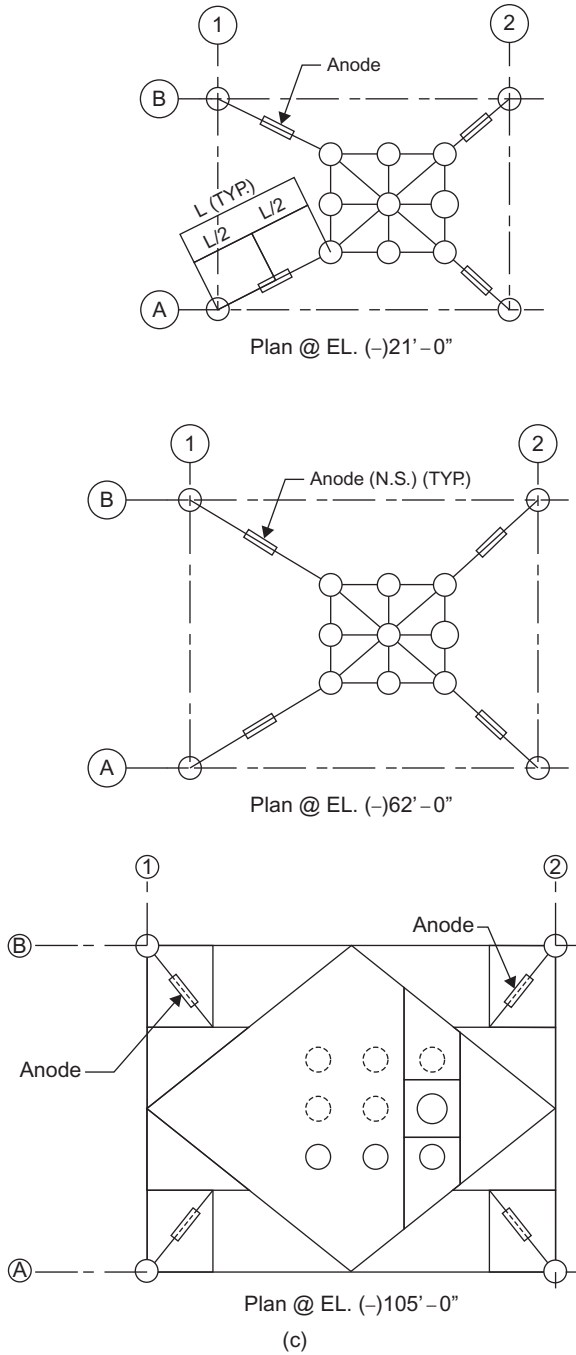 1
2
Anode
B
L (TYP.)
L/2
L/2
A
Plan @ EL. (–)21’–0”
1
2
Anode (N.S.) (TYP.)
B
A
Plan @ EL. (–)62’–0”
1
2
Anode
B
Anode
A
Plan @ EL. (–)105’–0”
(c)